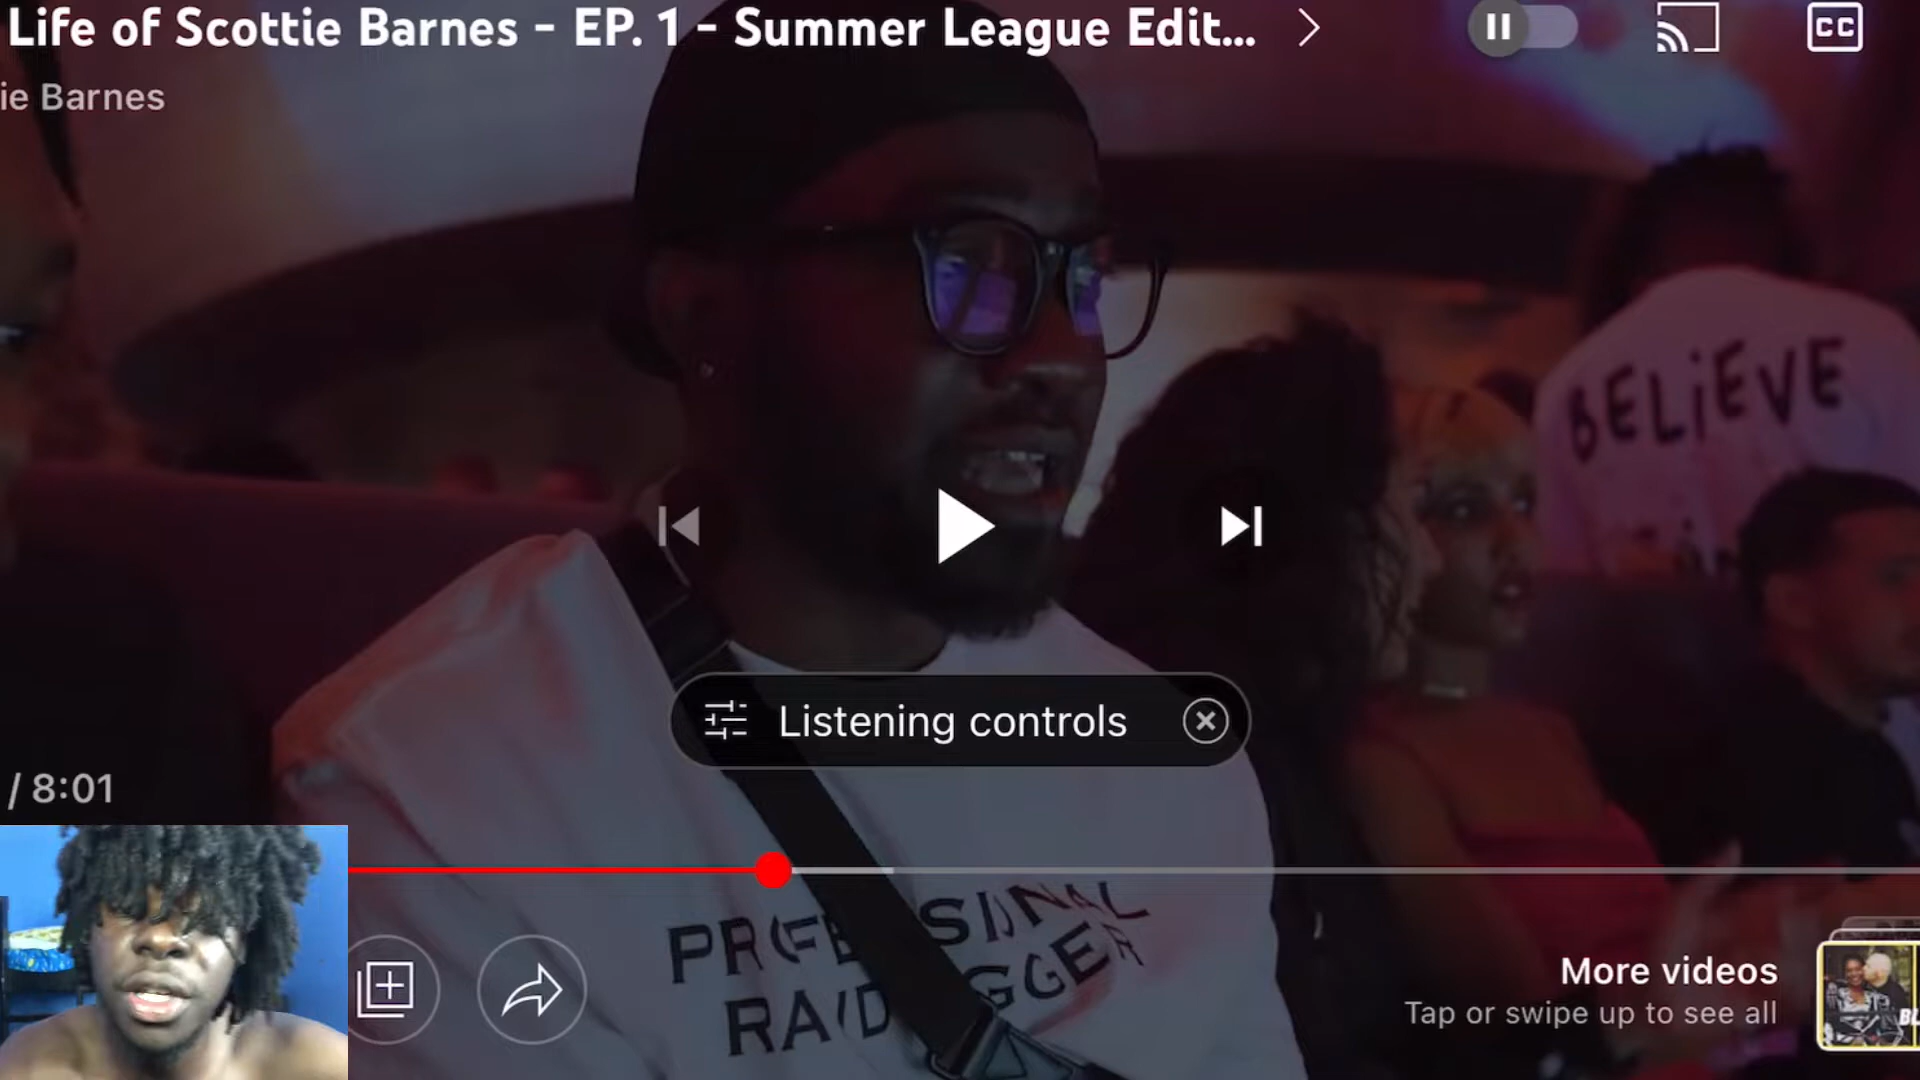 Life of Scottie Barnes - EP. 1 - Summer League Edit...
ie Barnes
CC
BELiEVE
Listening controls
/ 8:01
More videos
Tap or swipe up to see all